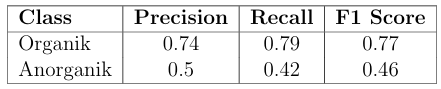 Class Precision Recall F1 Score
Organik 0.74 0.79 0.77
Anorganik 0.5 0.42 0.46